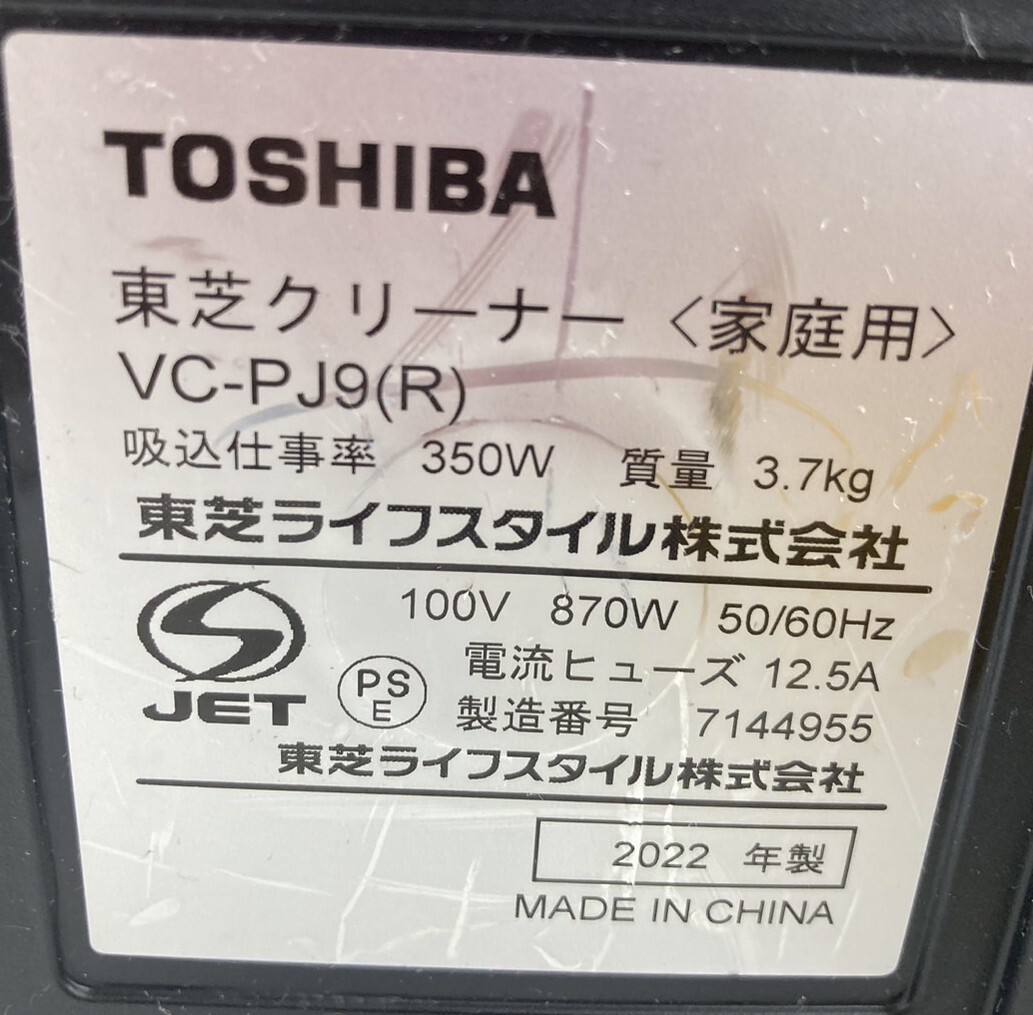 TOSHIBA
東芝クリーナー〈家庭用〉
VC-PJ9(R)
吸込仕事率 350W 質量 3.7kg
東芝ライフスタイル株式会社
100V 870W 50/60Hz
電流ヒューズ 12.5A
JET
PS
E
製造番号 7144955
東芝ライフスタイル株式会社
2022 年製
MADE IN CHINA